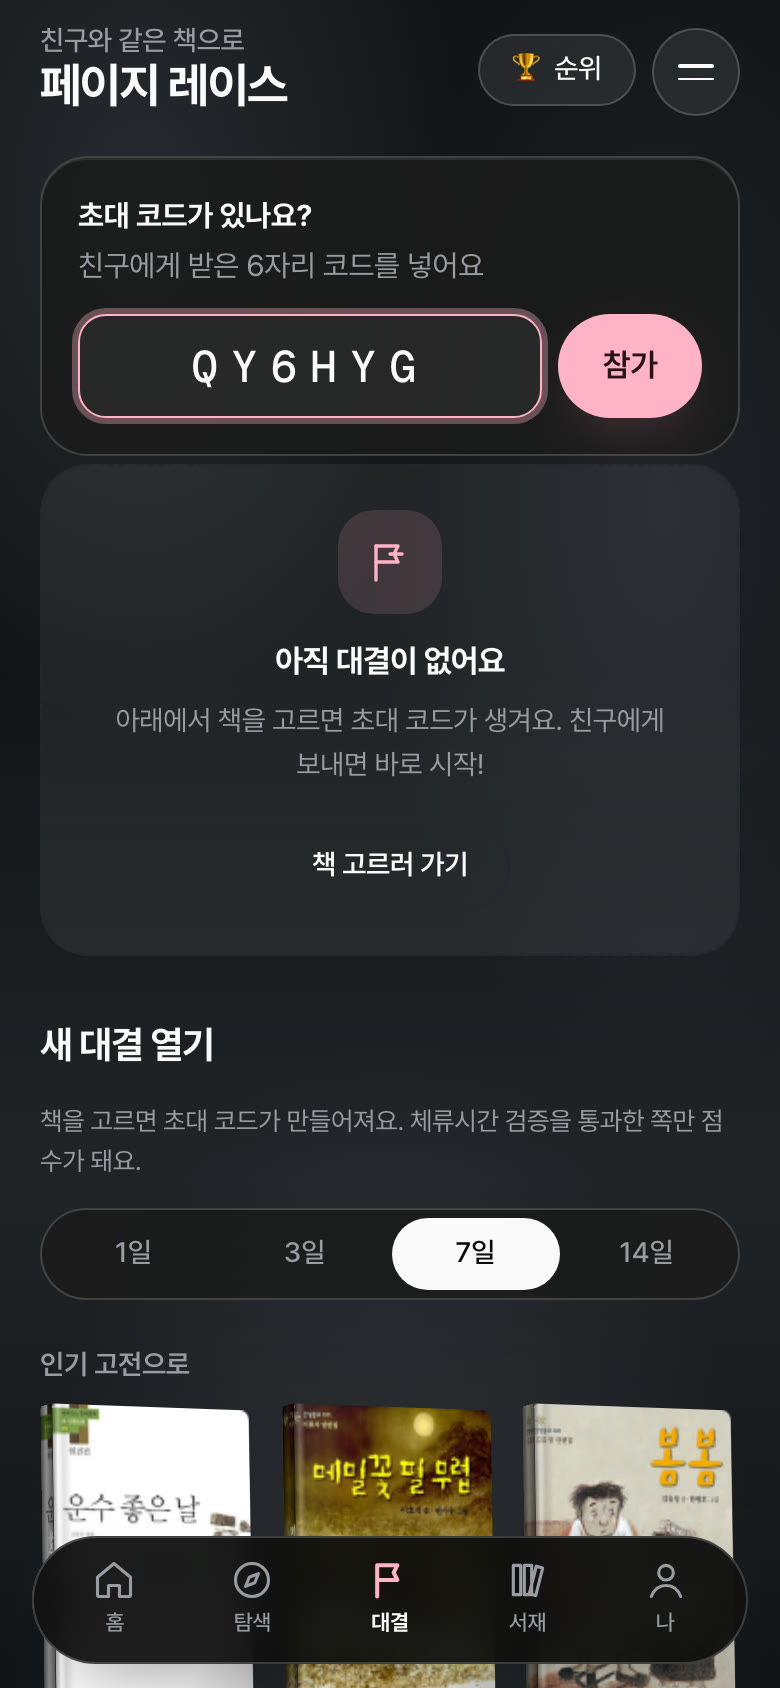 친구와 같은 책으로
페이지 레이스
🏆 순위
초대 코드가 있나요?
친구에게 받은 6자리 코드를 넣어요
QY6HYG
참가
아직 대결이 없어요
아래에서 책을 고르면 초대 코드가 생겨요. 친구에게
보내면 바로 시작!
책 고르러 가기
새 대결 열기
책을 고르면 초대 코드가 만들어져요. 체류시간 검증을 통과한 쪽만 점
수가 돼요.
1일
3일
7일
14일
인기 고전으로
운수 좋은 날
메밀꽃 필 무렵
봄봄
홈
탐색
대결
서재
나